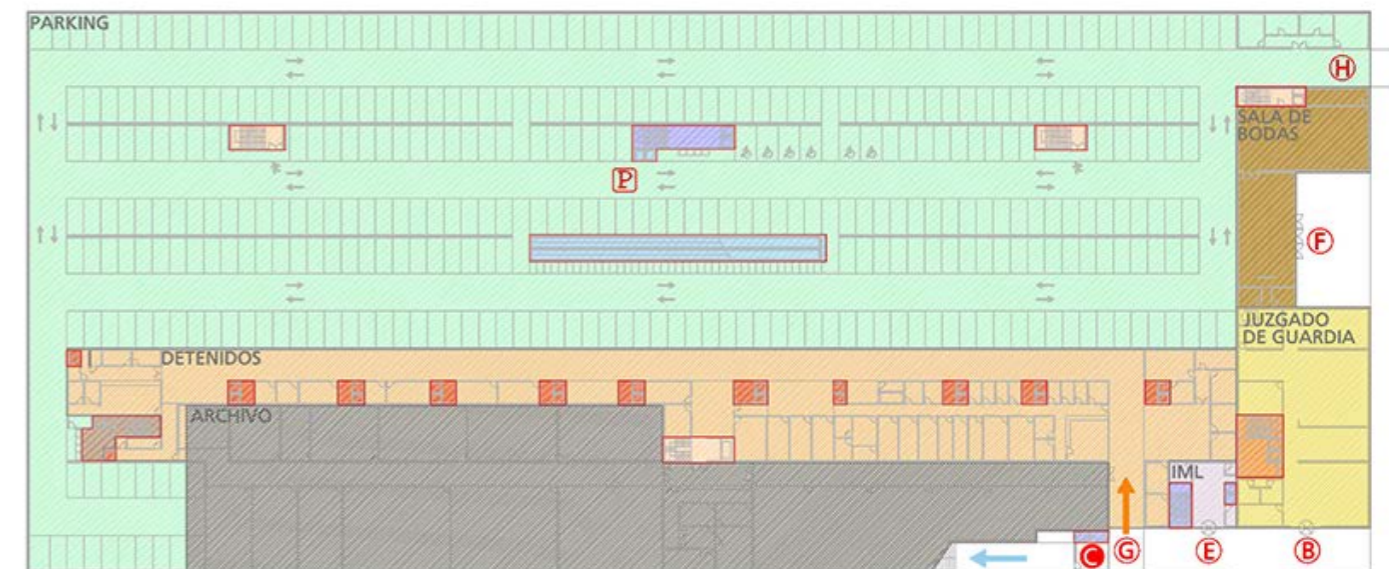 PARKING
H
SALA DE
BODAS
P
F
JUZGADO
DE GUARDIA
DETENIDOS
ARCHIVO
IML
C
G
E
B